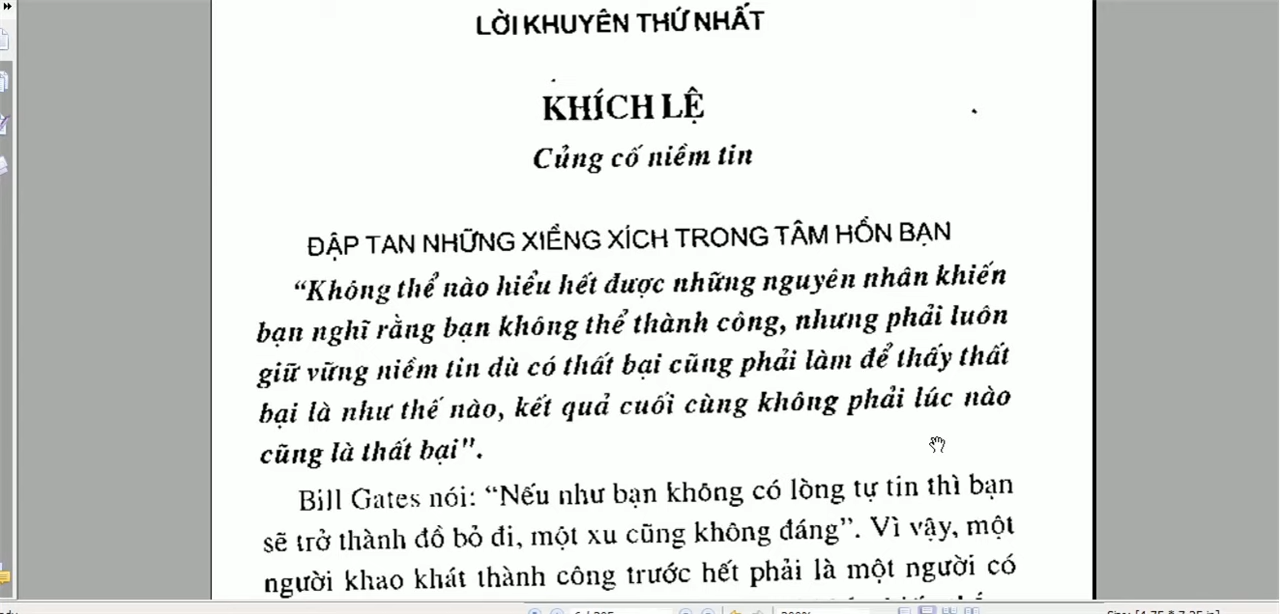 LỜI KHUYÊN THỨ NHẤT
KHÍCH LỆ
Củng cố niềm tin
ĐẬP TAN NHỮNG XIỀNG XÍCH TRONG TÂM HỒN BẠN
“Không thể nào hiểu hết được những nguyên nhân khiến
bạn nghĩ rằng bạn không thể thành công, nhưng phải luôn
giữ vững niềm tin dù có thất bại cũng phải làm để thấy thất
bại là như thế nào, kết quả cuối cùng không phải lúc nào
cũng là thất bại".
Bill Gates nói: “Nếu như bạn không có lòng tự tin thì bạn
sẽ trở thành đồ bỏ đi, một xu cũng không đáng”. Vì vậy, một
người khao khát thành công trước hết phải là một người có